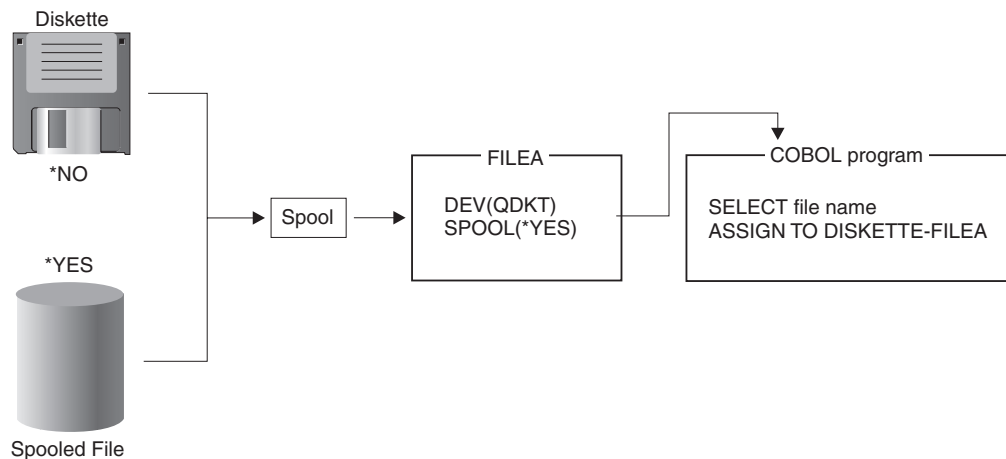 Diskette
*NO
*YES
Spooled File
Spool
FILEA
DEV(QDKT)
SPOOL(*YES)
COBOL program
SELECT file name
ASSIGN TO DISKETTE-FILEA